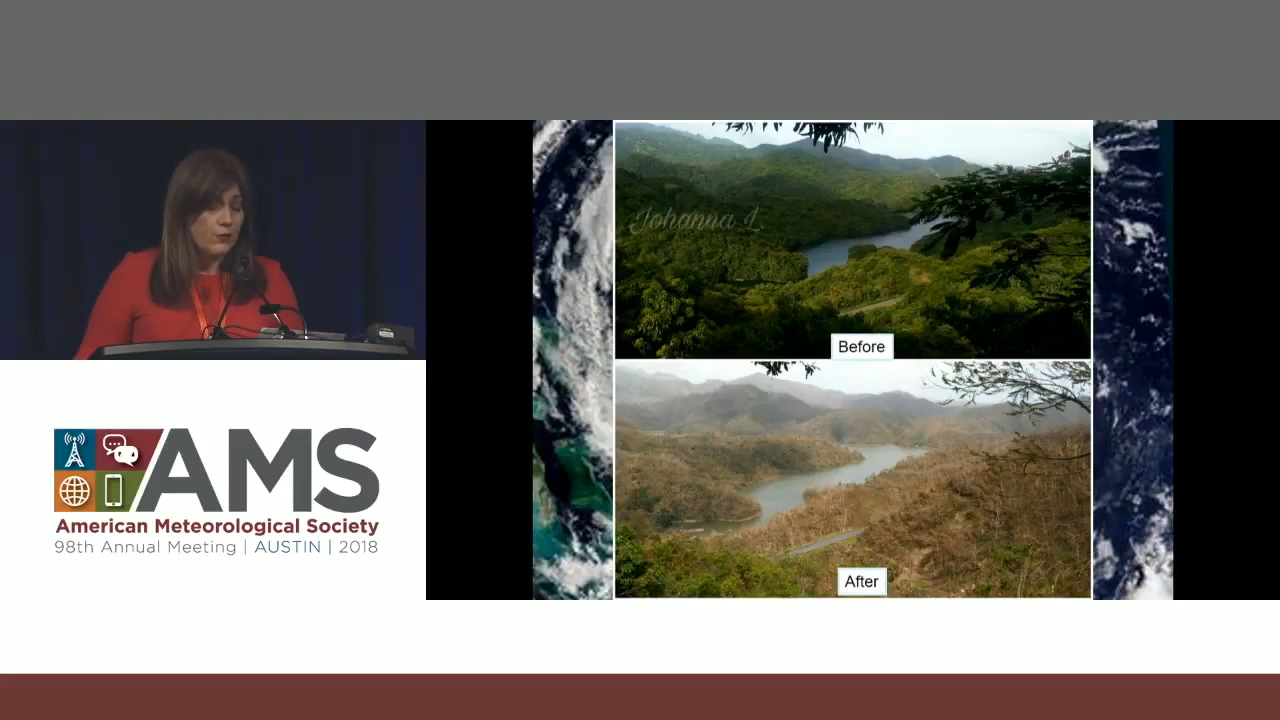 AMS
American Meteorological Society
98th Annual Meeting | AUSTIN | 2018
Johanna L.
Before
After